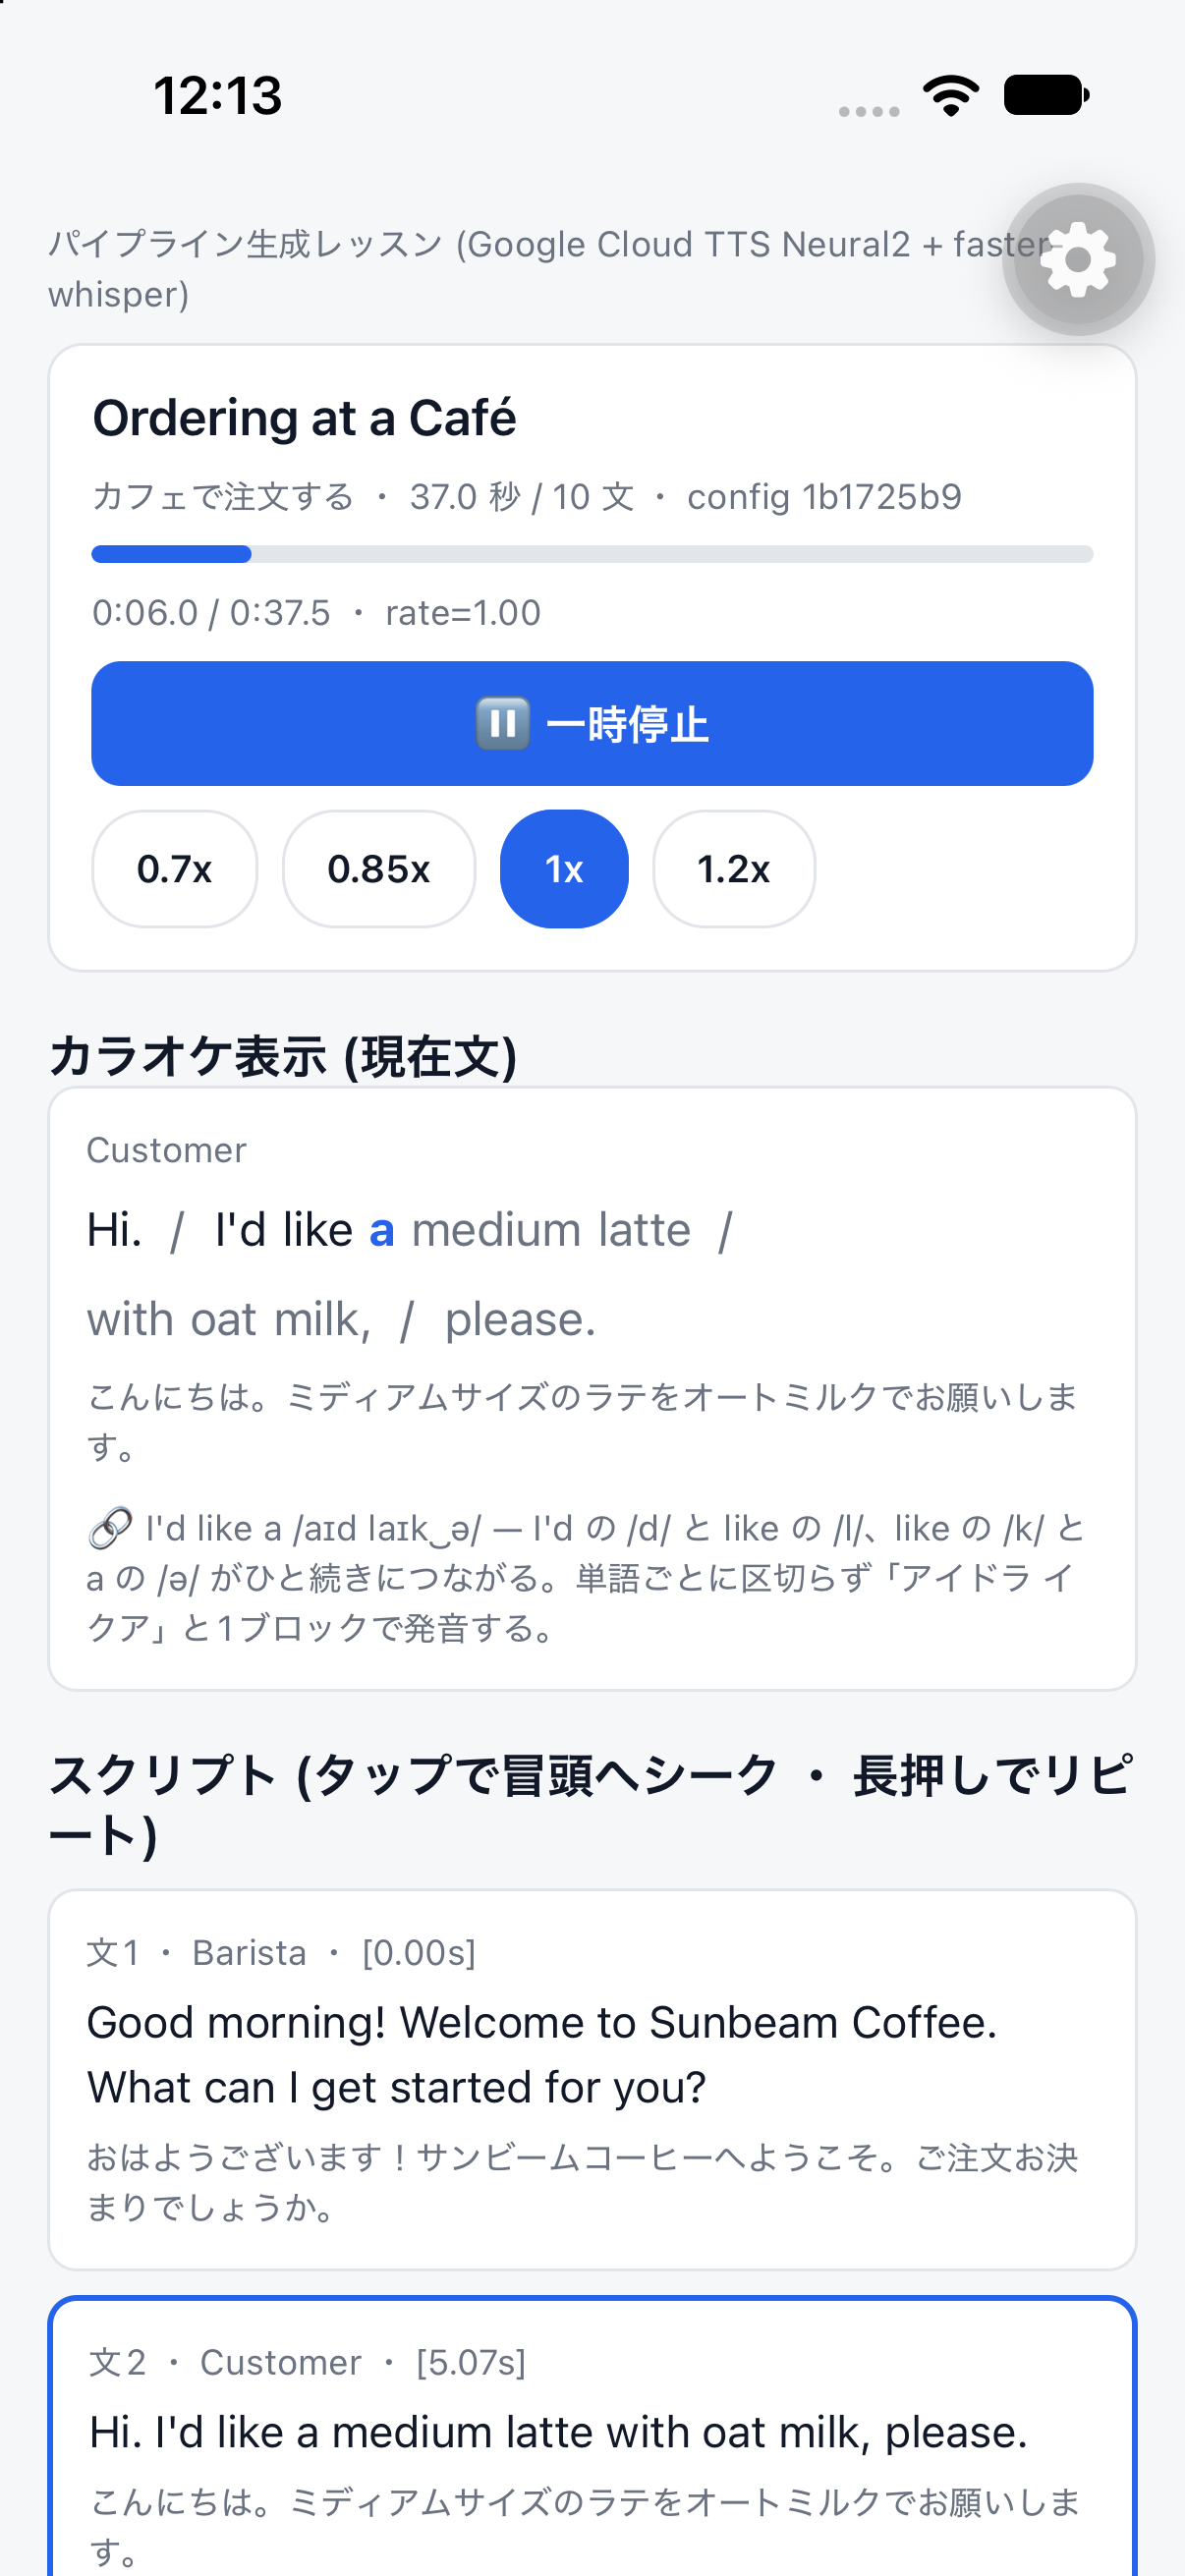 12:13
パイプライン生成レッスン (Google Cloud TTS Neural2 + faster-
whisper)
Ordering at a Café
カフェで注文する ・ 37.0 秒 / 10 文 ・ config 1b1725b9
0:06.0 / 0:37.5 ・ rate=1.00
⏸ 一時停止
0.7x 0.85x 1x 1.2x
カラオケ表示 (現在文)
Customer
Hi. / I'd like a medium latte /
with oat milk, / please.
こんにちは。ミディアムサイズのラテをオートミルクでお願いしま
す。
🔗 I'd like a /aɪd laɪk‿ə/ — I'd の /d/ と like の /l/、like の /k/ と
a の /ə/ がひと続きにつながる。単語ごとに区切らず「アイドラ イ
クア」と1ブロックで発音する。
スクリプト (タップで冒頭へシーク ・ 長押しでリピ
ート)
文1 ・ Barista ・ [0.00s]
Good morning! Welcome to Sunbeam Coffee.
What can I get started for you?
おはようございます！サンビームコーヒーへようこそ。ご注文お決
まりでしょうか。
文2 ・ Customer ・ [5.07s]
Hi. I'd like a medium latte with oat milk, please.
こんにちは。ミディアムサイズのラテをオートミルクでお願いしま
す。